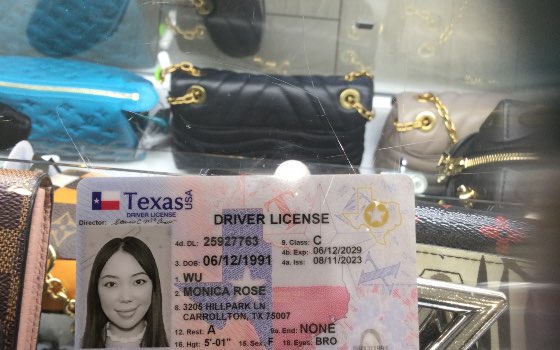 Texas USA
DRIVER LICENSE
Director:
DRIVER LICENSE
4d. DL: 25927763 9. Class: C
4b. Exp: 06/12/2029
3. DOB: 06/12/1991 4a. Iss: 08/11/2023
1. WU
2. MONICA ROSE
8. 3205 HILLPARK LN
CARROLLTON, TX 75007
12. Rest: A 9a. End: NONE
16. Hgt: 5'-01" 15. Sex: F 18. Eyes: BRO